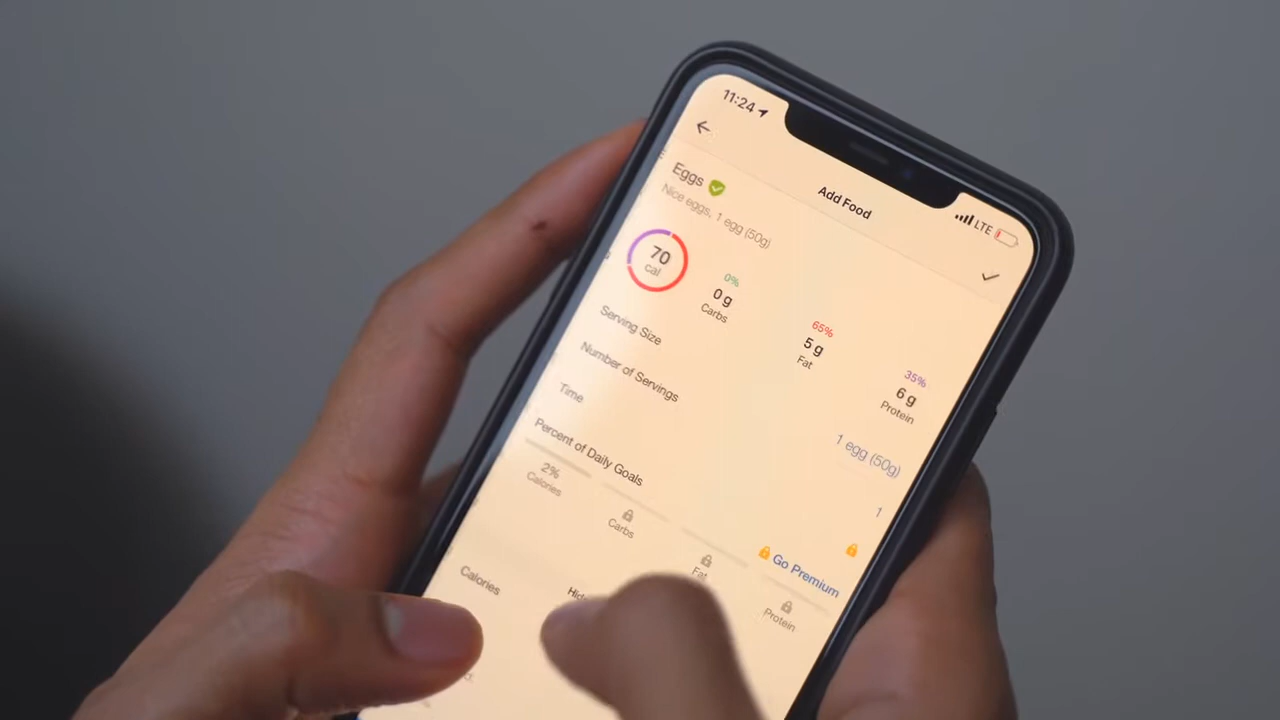 11:24
LTE
Add Food
Eggs
Nice eggs, 1 egg (50g)
70
cal
0%
0 g
Carbs
65%
5 g
Fat
35%
6 g
Protein
Serving Size
1 egg (50g)
Number of Servings
1
Time
Percent of Daily Goals
Go Premium
2%
Calories
Carbs
Fat
Protein
Calories